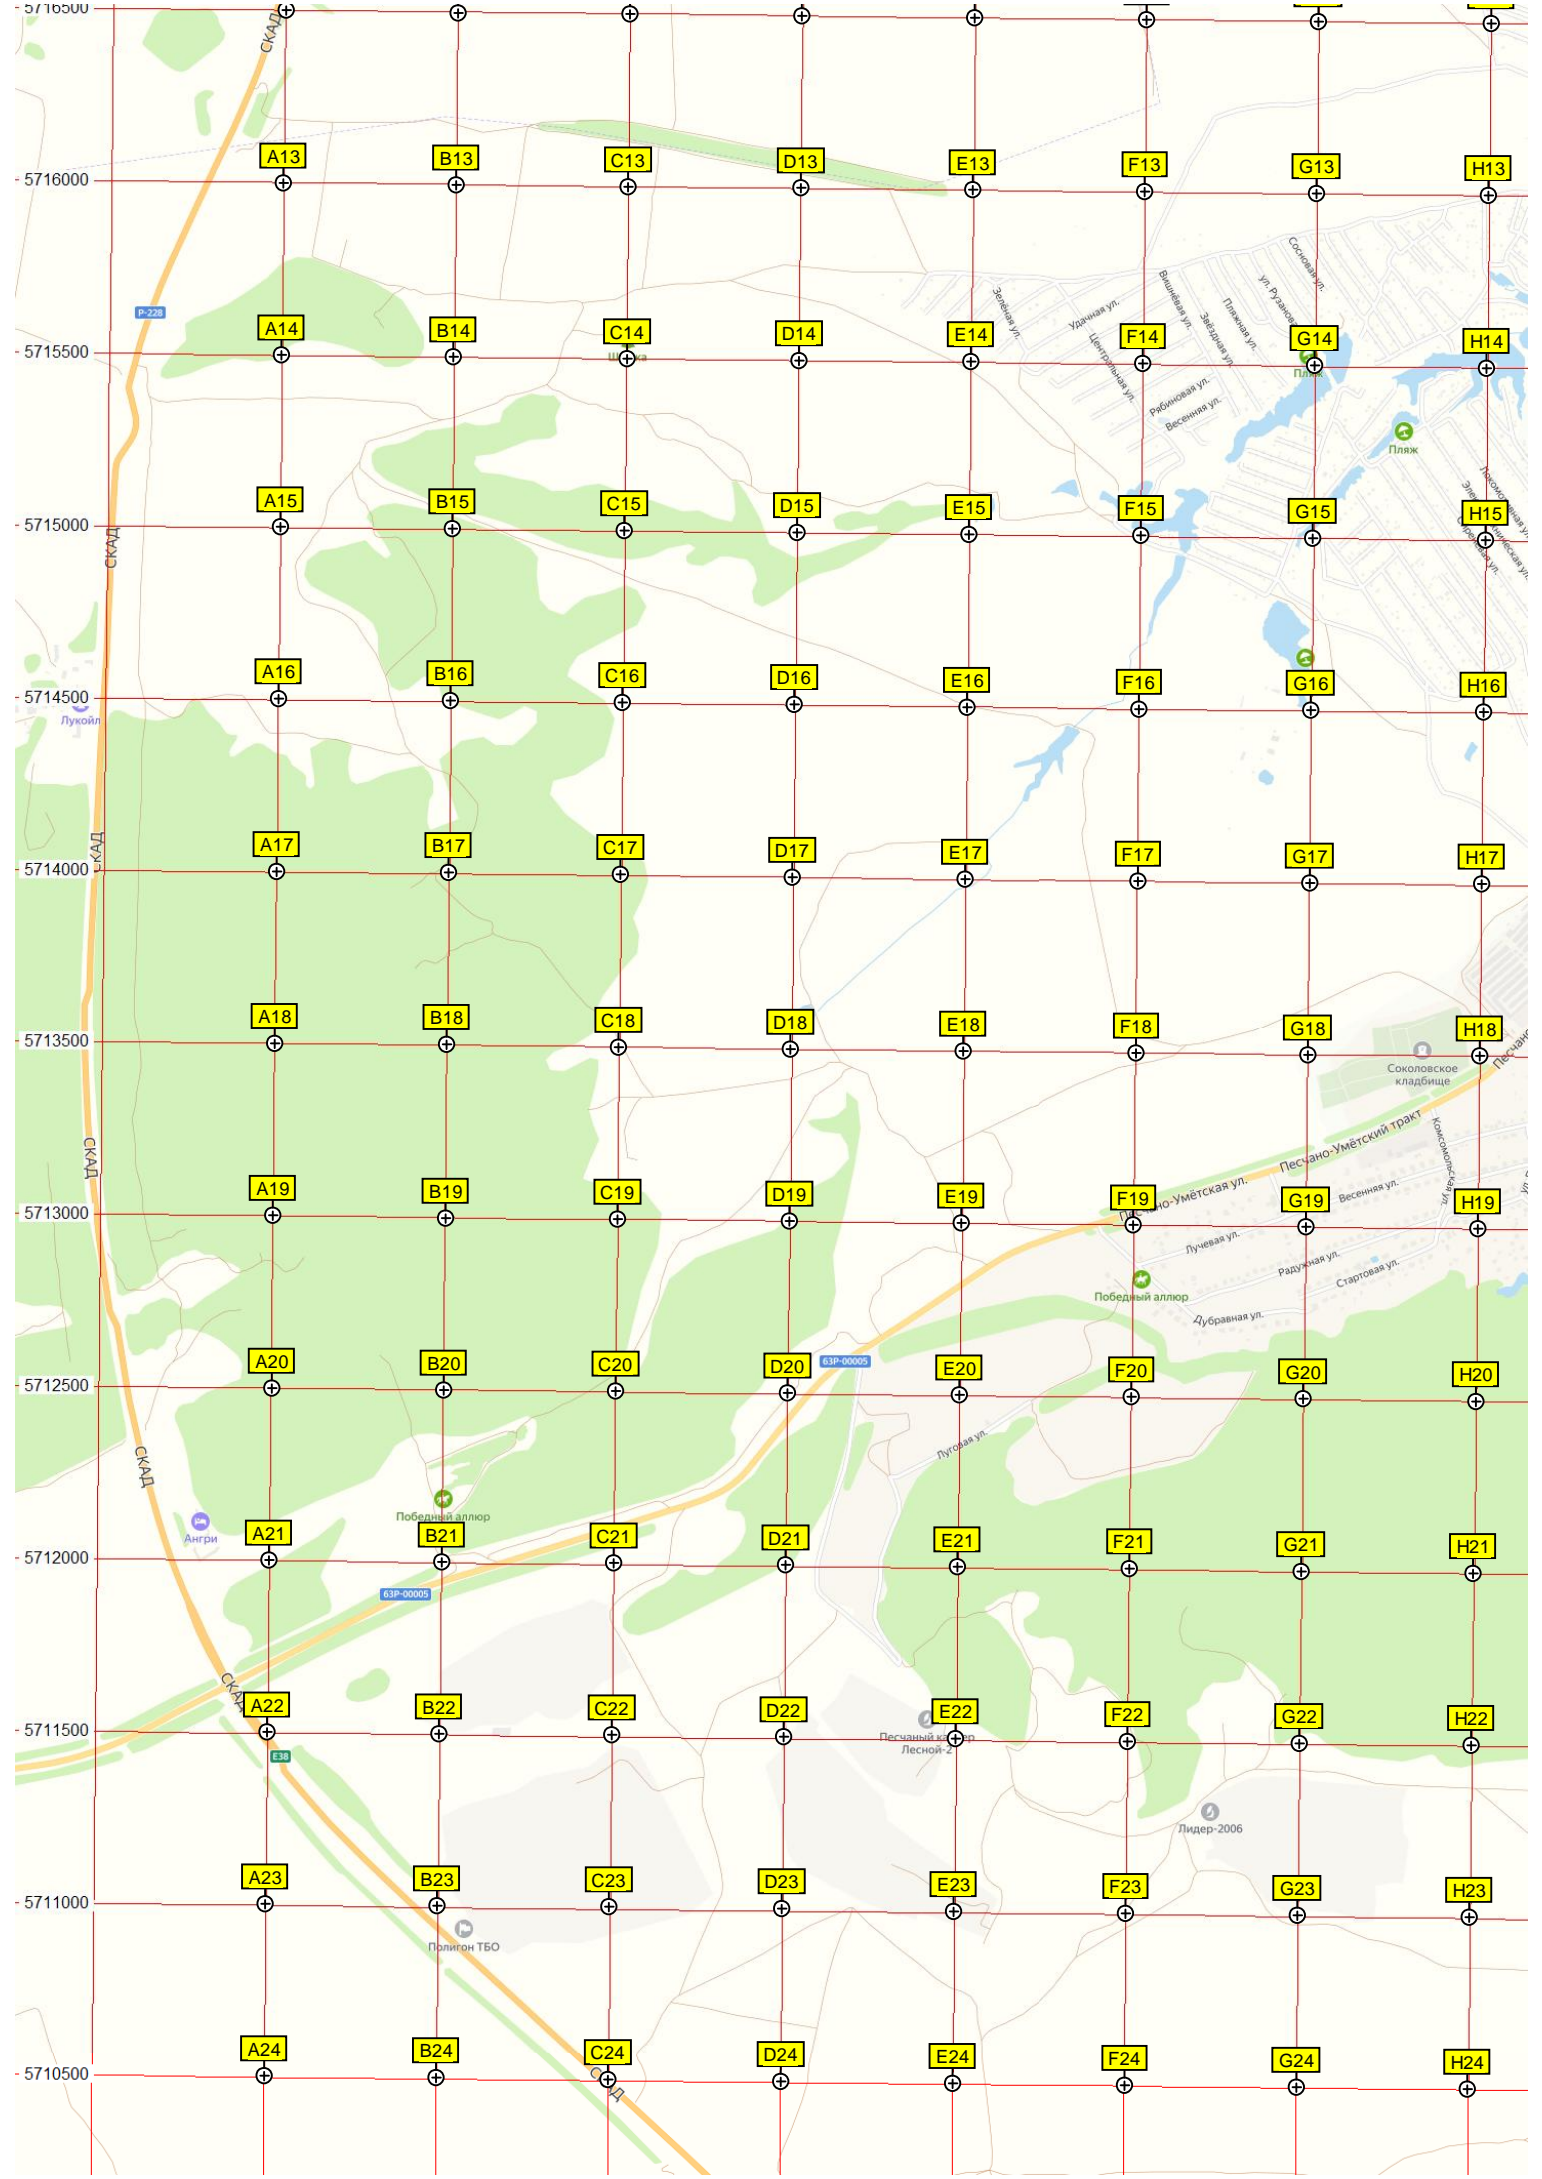 5716500
СКАД
A13
B13
C13
D13
E13
F13
G13
H13
5716000
Сосновая ул.
ул. Рузанова
Вишнёвая ул.
Пляжная ул.
Звёздная ул.
Зелёная ул.
Удачная ул.
Р-228
A14
B14
C14
D14
E14
F14
G14
H14
5715500
Центральная ул.
Пляж
Рябиновая ул.
Весенняя ул.
Пляж
A15
B15
C15
D15
E15
F15
G15
H15
5715000
СКАД
A16
B16
C16
D16
E16
F16
G16
H16
5714500
Лукойл
A17
B17
C17
D17
E17
F17
G17
H17
5714000
СКАД
A18
B18
C18
D18
E18
F18
G18
H18
5713500
Соколовское
кладбище
Песчано-Умётский тракт
Комсомольская ул.
СКАД
Песчано-Умётская ул.
Весенняя ул.
A19
B19
C19
D19
E19
F19
G19
H19
5713000
Лучевая ул.
Радужная ул.
Стартовая ул.
Победный аллюр
Дубравная ул.
63Р-00005
A20
B20
C20
D20
E20
F20
G20
H20
5712500
Луговая ул.
СКАД
Победный аллюр
Ангри
A21
B21
C21
D21
E21
F21
G21
H21
5712000
63Р-00005
СКАД
A22
B22
C22
D22
E22
F22
G22
H22
5711500
Песчаный карьер
Лесной-2
E38
Лидер-2006
A23
B23
C23
D23
E23
F23
G23
H23
5711000
Полигон ТБО
A24
B24
C24
D24
E24
F24
G24
H24
5710500
СКАД